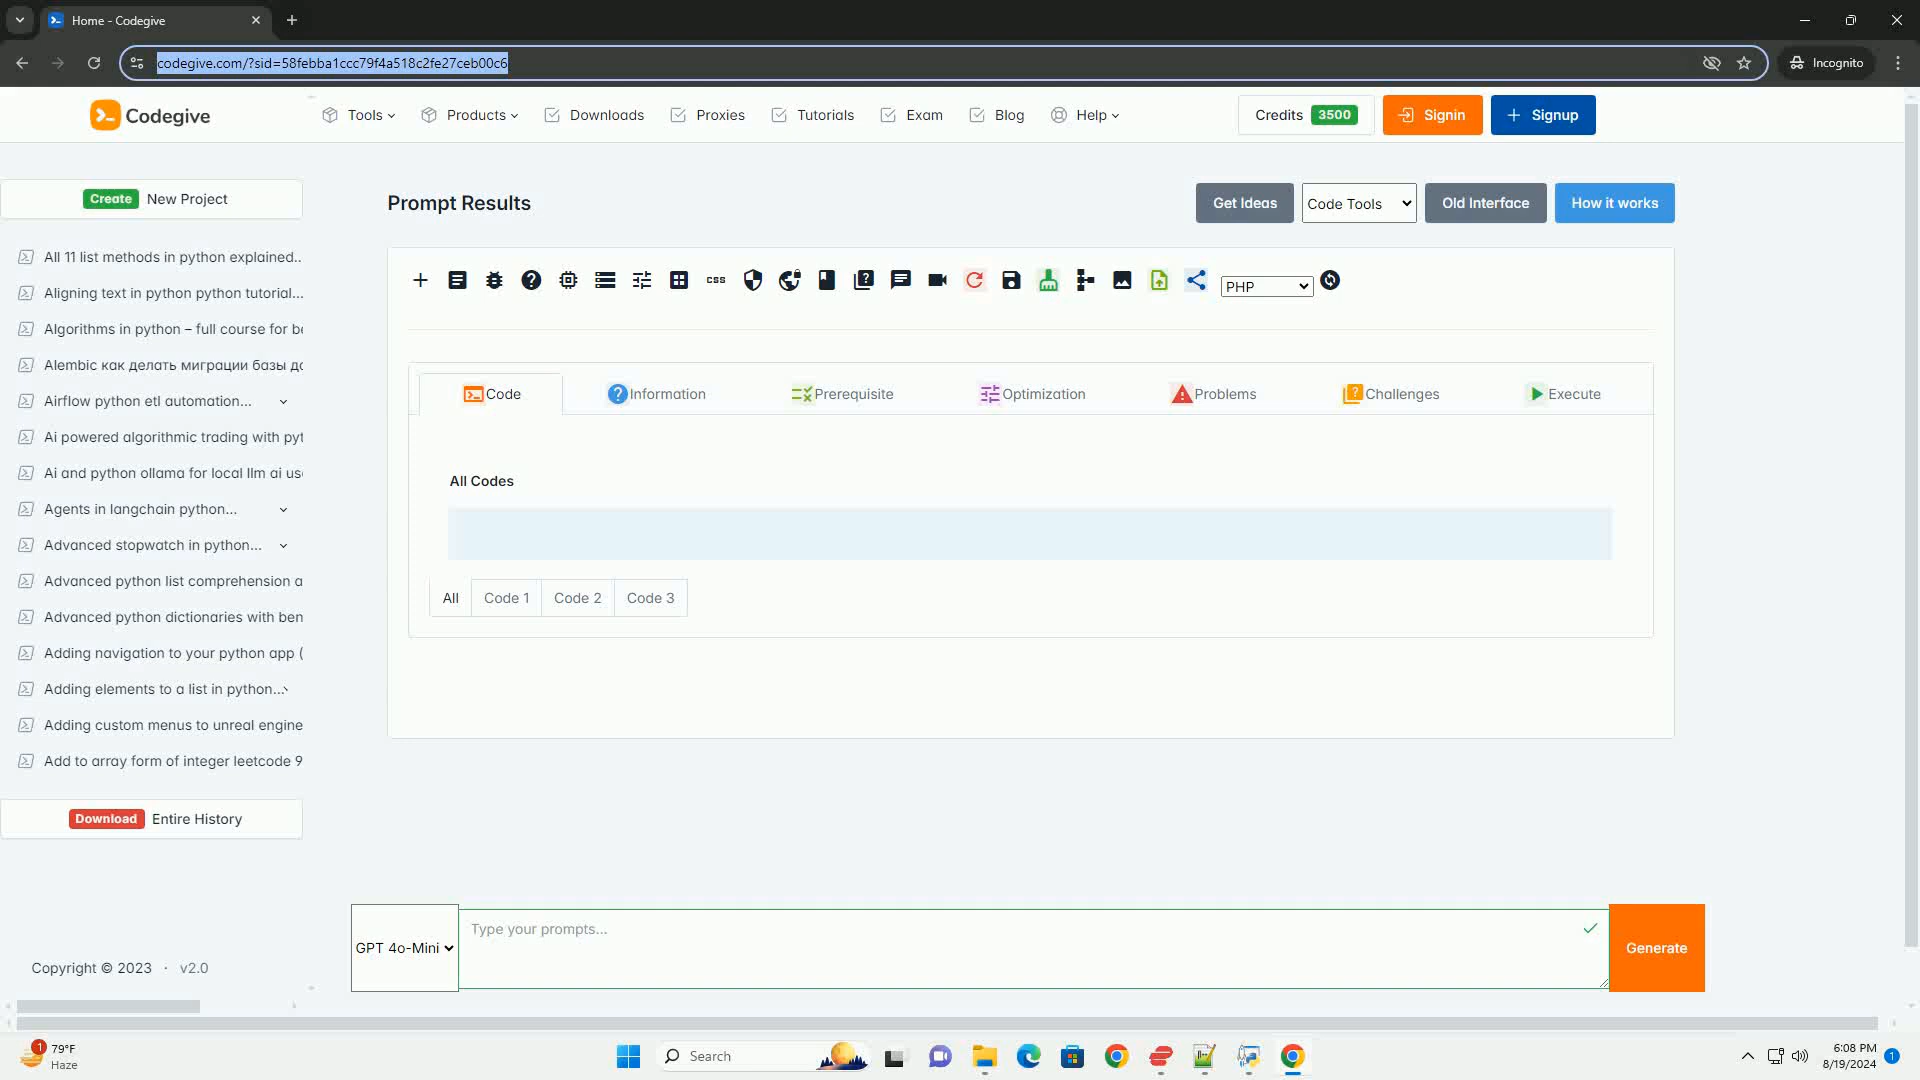 Home - Codegive
codegive.com/?sid=58febba1ccc79f4a518c2fe27ceb00c6
Incognito
Codegive
Tools
Products
Downloads
Proxies
Tutorials
Exam
Blog
Help
Credits 3500
Signin
Signup
Create New Project
All 11 list methods in python explained..
Aligning text in python python tutorial...
Algorithms in python – full course for be
Alembic как делать миграции базы до
Airflow python etl automation...
Ai powered algorithmic trading with pyt
Ai and python ollama for local llm ai us
Agents in langchain python...
Advanced stopwatch in python...
Advanced python list comprehension a
Advanced python dictionaries with ben
Adding navigation to your python app (
Adding elements to a list in python...
Adding custom menus to unreal engine
Add to array form of integer leetcode 9
Download Entire History
Copyright © 2023 · v2.0
Prompt Results
Get Ideas
Code Tools
Old Interface
How it works
css
PHP
Code
Information
Prerequisite
Optimization
Problems
Challenges
Execute
All Codes
All
Code 1
Code 2
Code 3
GPT 4o-Mini
Type your prompts...
Generate
1
79°F
Haze
Search
6:08 PM
8/19/2024
1